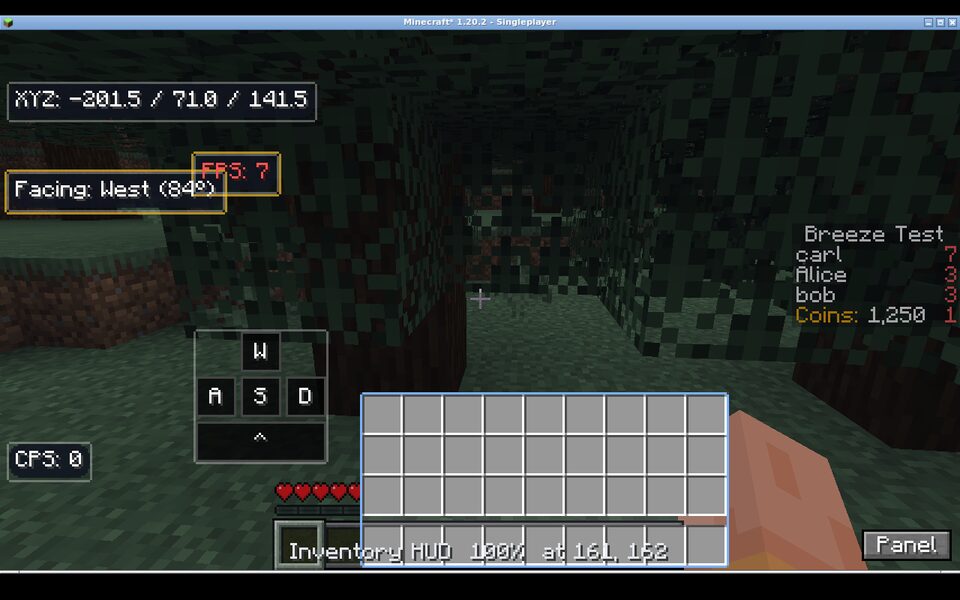 Minecraft* 1.20.2 - Singleplayer
XYZ: -201.5 / 71.0 / 141.5
FPS: 7
Facing: West (84º)
Breeze Test
carl 7
Alice 3
bob 3
Coins: 1,250 1
W
A S D
^
CPS: 0
Inventory HUD 100% at 161, 162
Panel